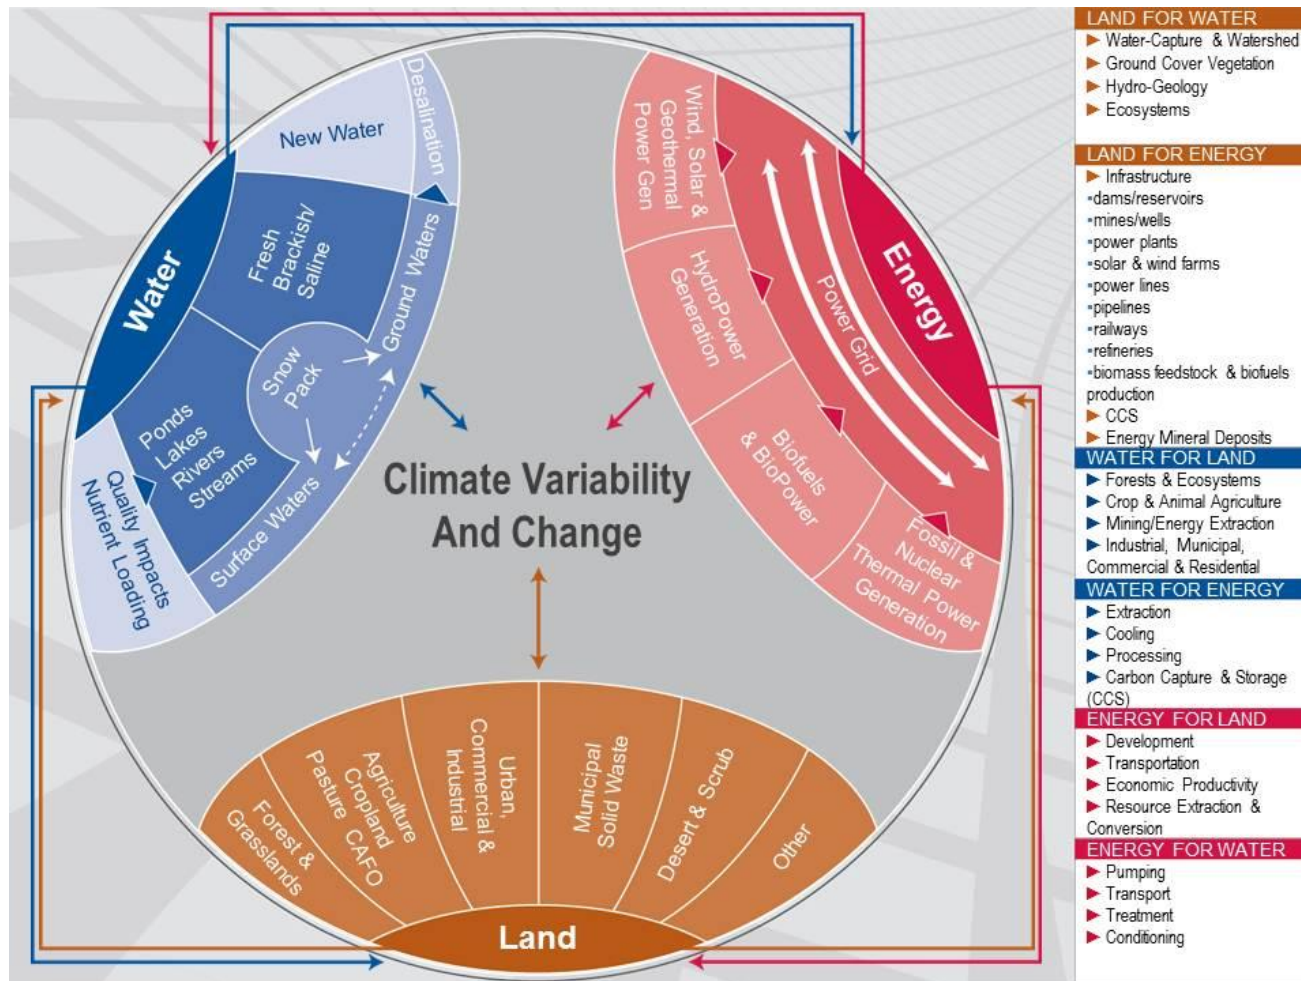 Desalination
New Water
Water
Fresh
Brackish/
Saline
Ground Waters
Snow
Pack
Ponds
Lakes
Rivers
Streams
Surface Waters
Quality Impacts
Nutrient Loading
Wind, Solar &
Geothermal
Power Gen
HydroPower
Generation
Biofuels
& BioPower
Fossil &
Nuclear
Thermal Power
Generation
Power Grid
Energy
Climate Variability
And Change
Forest &
Grasslands
Agriculture
Cropland
Pasture CAFO
Urban,
Commercial &
Industrial
Municipal
Solid Waste
Desert & Scrub
Other
Land
LAND FOR WATER
Water-Capture & Watershed
Ground Cover Vegetation
Hydro-Geology
Ecosystems
LAND FOR ENERGY
Infrastructure
▪dams/reservoirs
▪mines/wells
▪power plants
▪solar & wind farms
▪power lines
▪pipelines
▪railways
▪refineries
▪biomass feedstock & biofuels
production
CCS
Energy Mineral Deposits
WATER FOR LAND
Forests & Ecosystems
Crop & Animal Agriculture
Mining/Energy Extraction
Industrial, Municipal,
Commercial & Residential
WATER FOR ENERGY
Extraction
Cooling
Processing
Carbon Capture & Storage
(CCS)
ENERGY FOR LAND
Development
Transportation
Economic Productivity
Resource Extraction &
Conversion
ENERGY FOR WATER
Pumping
Transport
Treatment
Conditioning